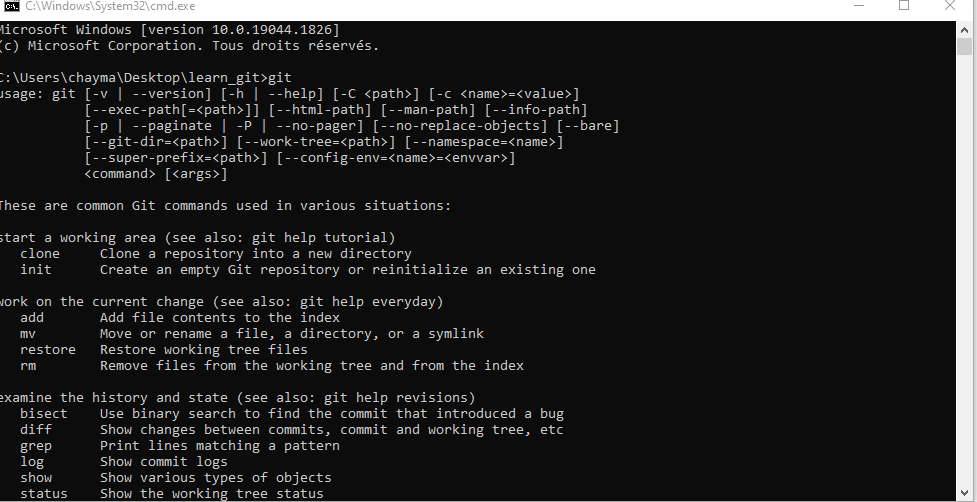 C:\Windows\System32\cmd.exe
Microsoft Windows [version 10.0.19044.1826]
(c) Microsoft Corporation. Tous droits réservés.
C:\Users\chayma\Desktop\learn_git>git
usage: git [-v | --version] [-h | --help] [-C <path>] [-c <name>=<value>]
           [--exec-path[=<path>]] [--html-path] [--man-path] [--info-path]
           [-p | --paginate | -P | --no-pager] [--no-replace-objects] [--bare]
           [--git-dir=<path>] [--work-tree=<path>] [--namespace=<name>]
           [--super-prefix=<path>] [--config-env=<name>=<envvar>]
           <command> [<args>]
These are common Git commands used in various situations:
start a working area (see also: git help tutorial)
   clone     Clone a repository into a new directory
   init      Create an empty Git repository or reinitialize an existing one
work on the current change (see also: git help everyday)
   add       Add file contents to the index
   mv        Move or rename a file, a directory, or a symlink
   restore   Restore working tree files
   rm        Remove files from the working tree and from the index
examine the history and state (see also: git help revisions)
   bisect    Use binary search to find the commit that introduced a bug
   diff      Show changes between commits, commit and working tree, etc
   grep      Print lines matching a pattern
   log       Show commit logs
   show      Show various types of objects
   status    Show the working tree status